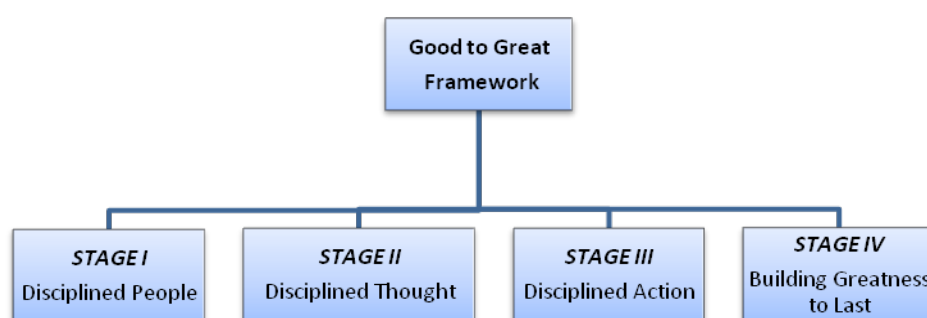 Good to Great
Framework
STAGE I
Disciplined People
STAGE II
Disciplined Thought
STAGE III
Disciplined Action
STAGE IV
Building Greatness
to Last